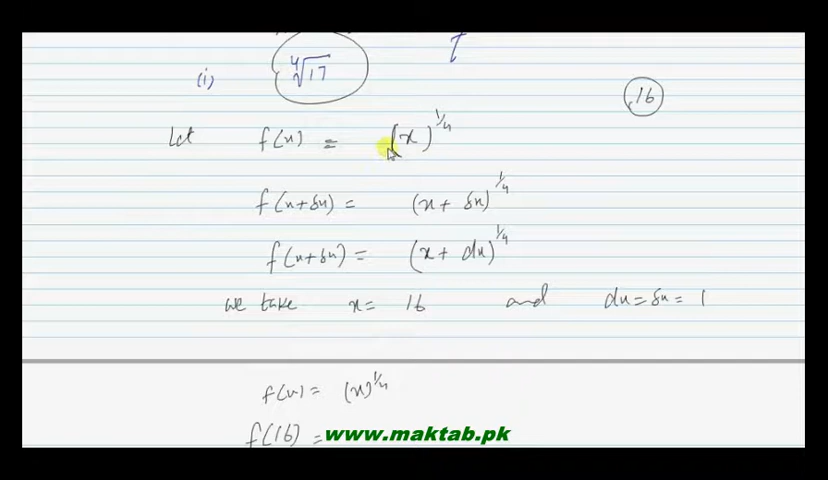 (i) ∜17
16
Let f(x) = (x)^1/4
f(x+δx) = (x+δx)^1/4
f(x+δx) = (x+dx)^1/4
we take x = 16 and dx = δx = 1
f(x) = (x)^1/4
f(16) =
www.maktab.pk